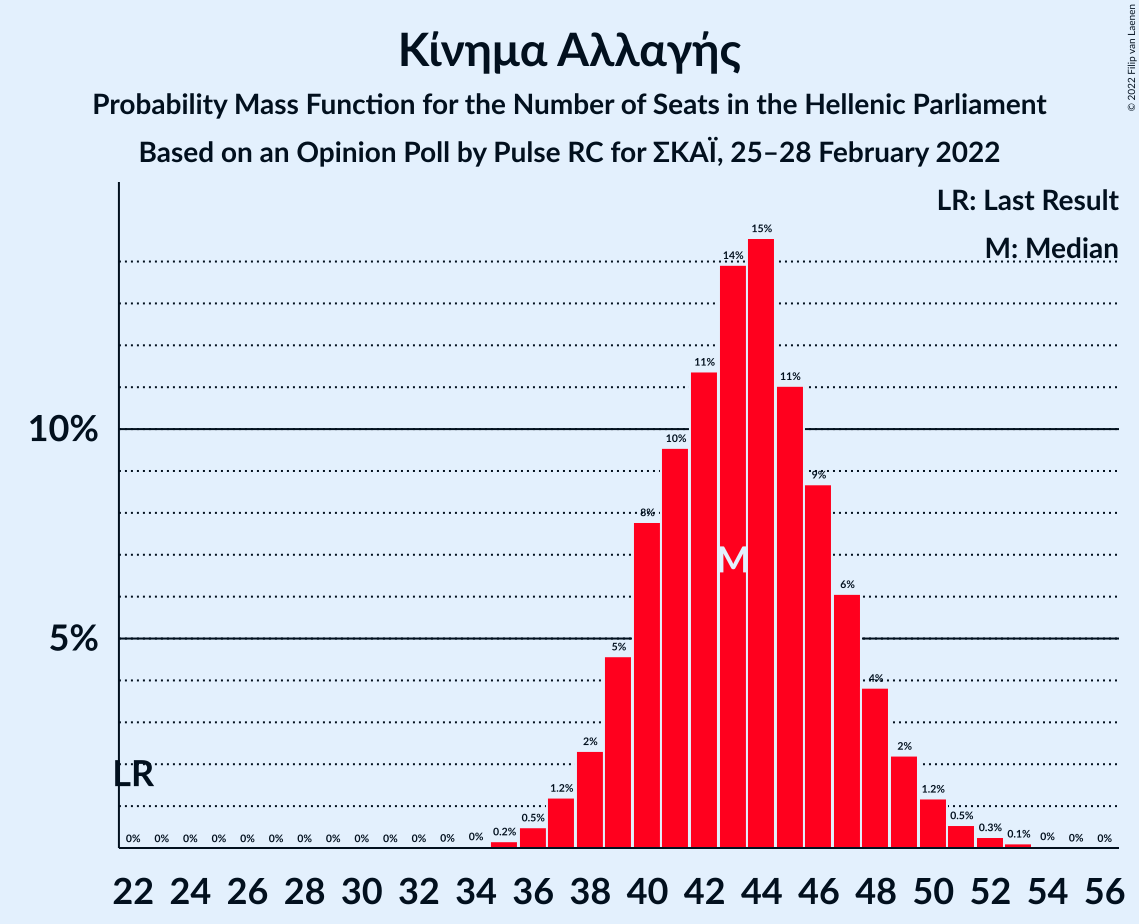 Κίνημα Αλλαγής
Probability Mass Function for the Number of Seats in the Hellenic Parliament
Based on an Opinion Poll by Pulse RC for ΣΚΑΪ, 25–28 February 2022
© 2022 Filip van Laenen
LR: Last Result
M: Median
10%
5%
LR
M
0% 0% 0% 0% 0% 0% 0% 0% 0% 0% 0% 0% 0% 0.2% 0.5% 1.2% 2% 5% 8% 10% 11% 14% 15% 11% 9% 6% 4% 2% 1.2% 0.5% 0.3% 0.1% 0% 0% 0%
22 24 26 28 30 32 34 36 38 40 42 44 46 48 50 52 54 56